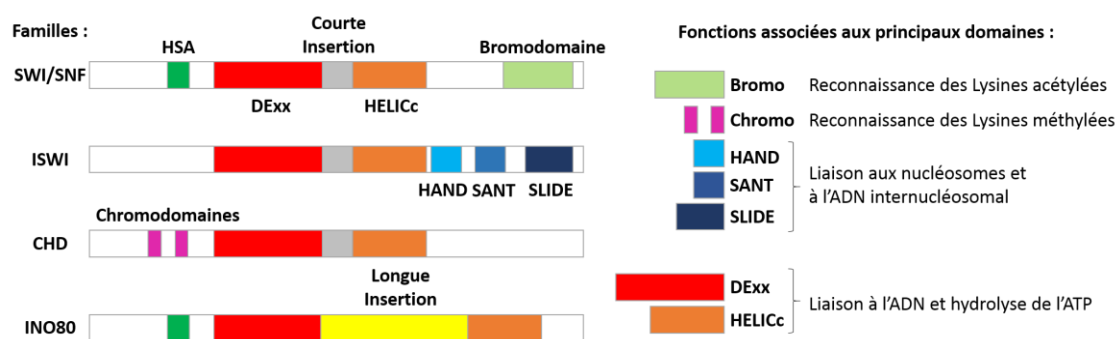 Familles :
HSA
Courte
Insertion
Bromodomaine
SWI/SNF
DExx
HELICc
ISWI
HAND
SANT
SLIDE
Chromodomaines
CHD
Longue
Insertion
INO80
Fonctions associées aux principaux domaines :
Bromo Reconnaissance des Lysines acétylées
Chromo Reconnaissance des Lysines méthylées
HAND
SANT
SLIDE
Liaison aux nucléosomes et
à l’ADN internucléosomal
DExx
HELICc
Liaison à l’ADN et hydrolyse de l’ATP